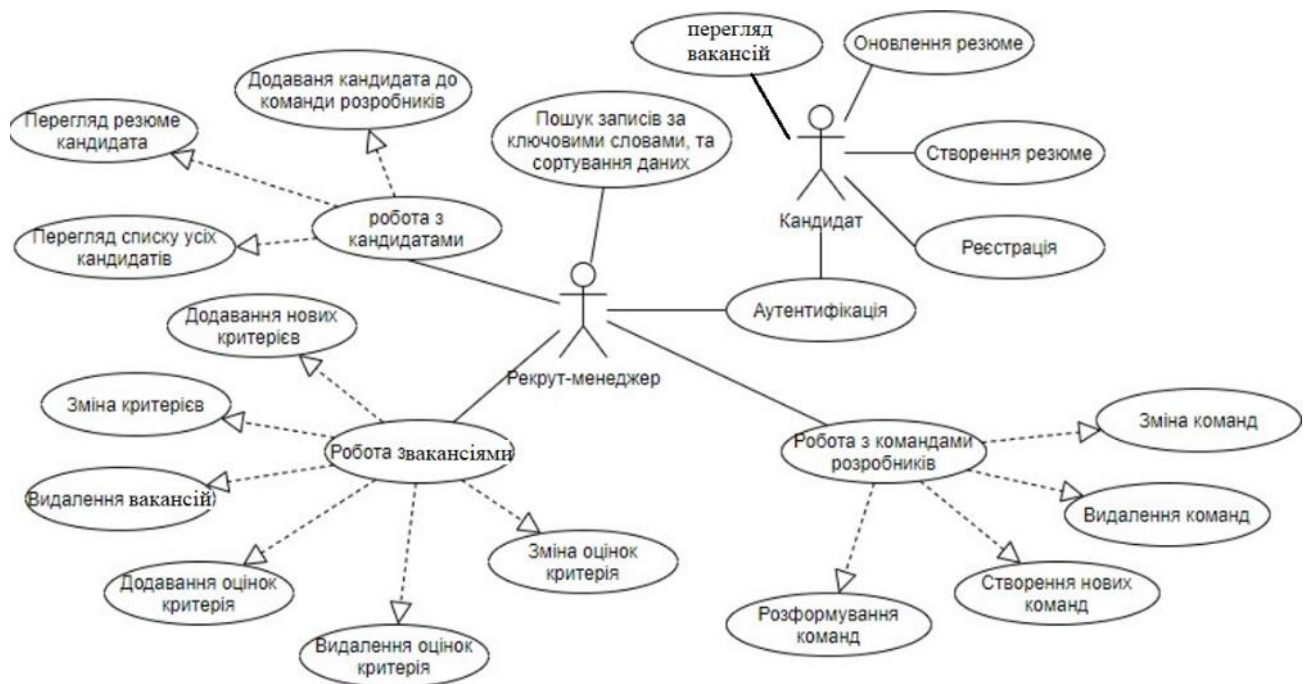 перегляд
вакансій
Оновлення резюме
Додаваня кандидата до
команди розробників
Перегляд резюме
кандидата
Пошук записів за
ключовими словами, та
сортування даних
Створення резюме
Кандидат
робота з
кандидатами
Перегляд списку усіх
кандидатів
Реєстрація
Аутентифікація
Додавання нових
критерієв
Рекрут-менеджер
Зміна критерієв
Робота звакансіями
Робота з командами
розробників
Зміна команд
Видалення вакансій
Видалення команд
Зміна оцінок
критерія
Додавання оцінок
критерія
Створення нових
команд
Розформування
команд
Видалення оцінок
критерія